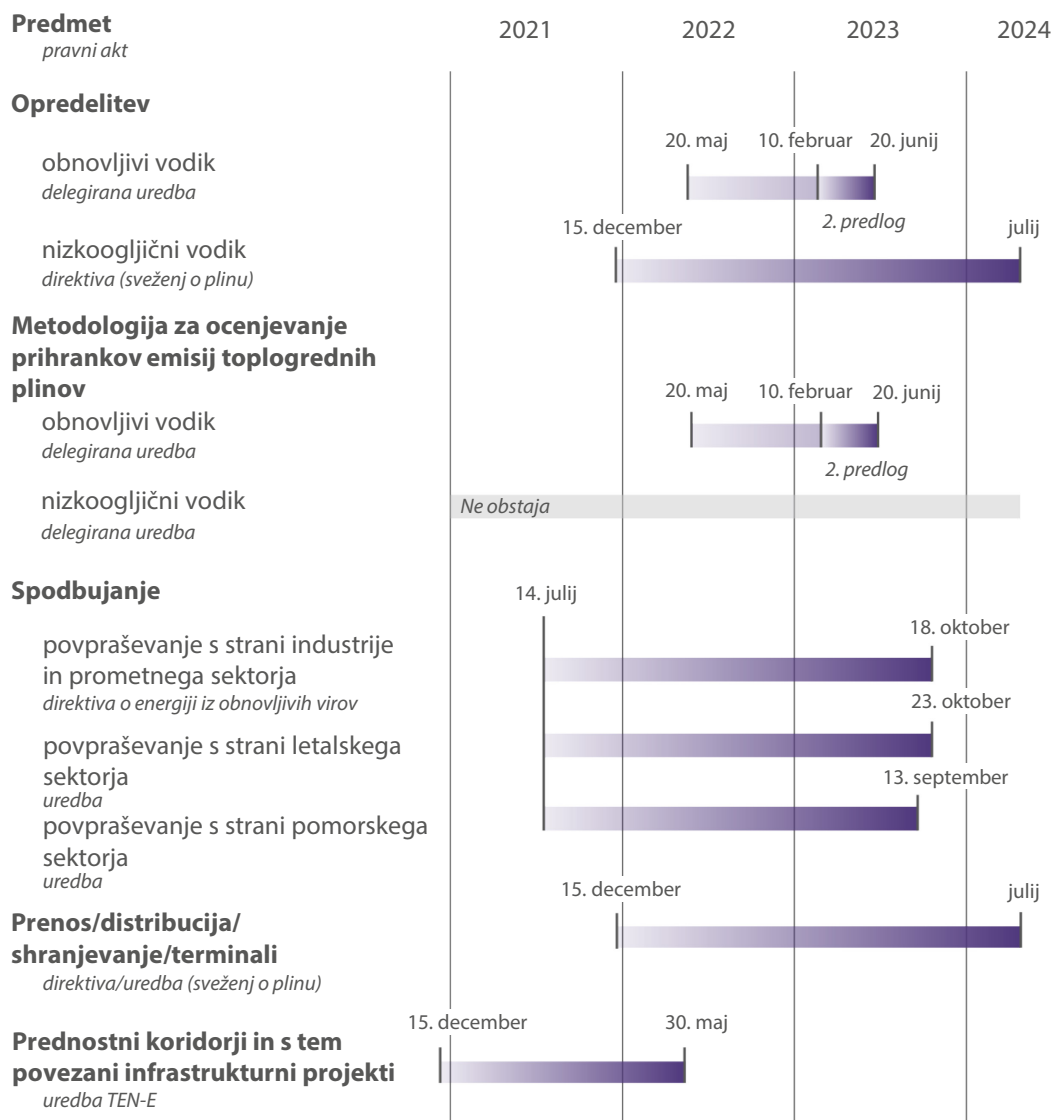 Predmet
pravni akt
2021 2022 2023 2024
Opredelitev
obnovljivi vodik
delegirana uredba
20. maj 10. februar 20. junij
2. predlog
nizkoogljični vodik
direktiva (sveženj o plinu)
15. december julij
Metodologija za ocenjevanje
prihrankov emisij toplogrednih
plinov
obnovljivi vodik
delegirana uredba
20. maj 10. februar 20. junij
2. predlog
nizkoogljični vodik
delegirana uredba
Ne obstaja
Spodbujanje
14. julij
povpraševanje s strani industrije
in prometnega sektorja
direktiva o energiji iz obnovljivih virov
18. oktober
povpraševanje s strani letalskega
sektorja
uredba
23. oktober
povpraševanje s strani pomorskega
sektorja
uredba
13. september
Prenos/distribucija/
shranjevanje/terminali
direktiva/uredba (sveženj o plinu)
15. december julij
Prednostni koridorji in s tem
povezani infrastrukturni projekti
uredba TEN-E
15. december 30. maj